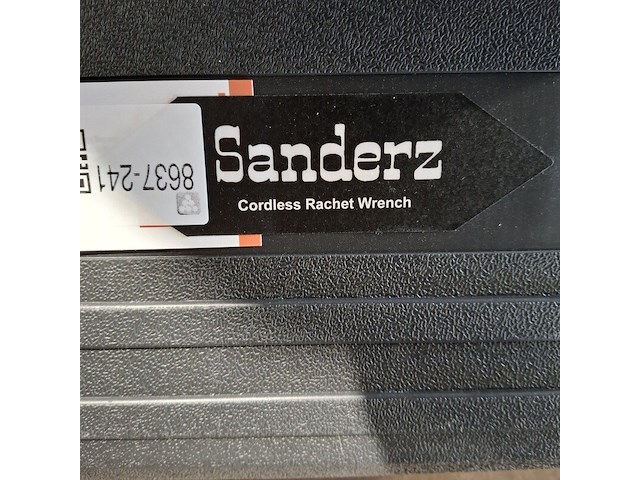 Sanderz
Cordless Rachet Wrench
8637-241